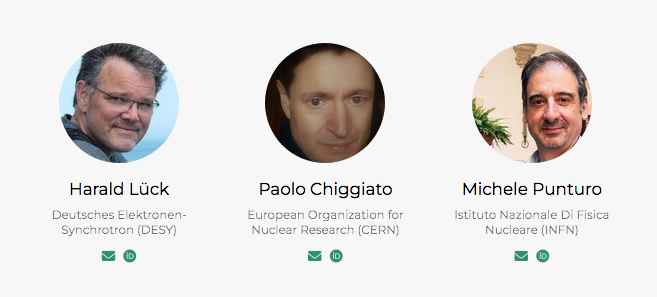 Harald Lück
Paolo Chiggiato
Michele Punturo
Deutsches Elektronen-
Synchrotron (DESY)
European Organization for
Nuclear Research (CERN)
Istituto Nazionale Di Fisica
Nucleare (INFN)
iD
iD
iD